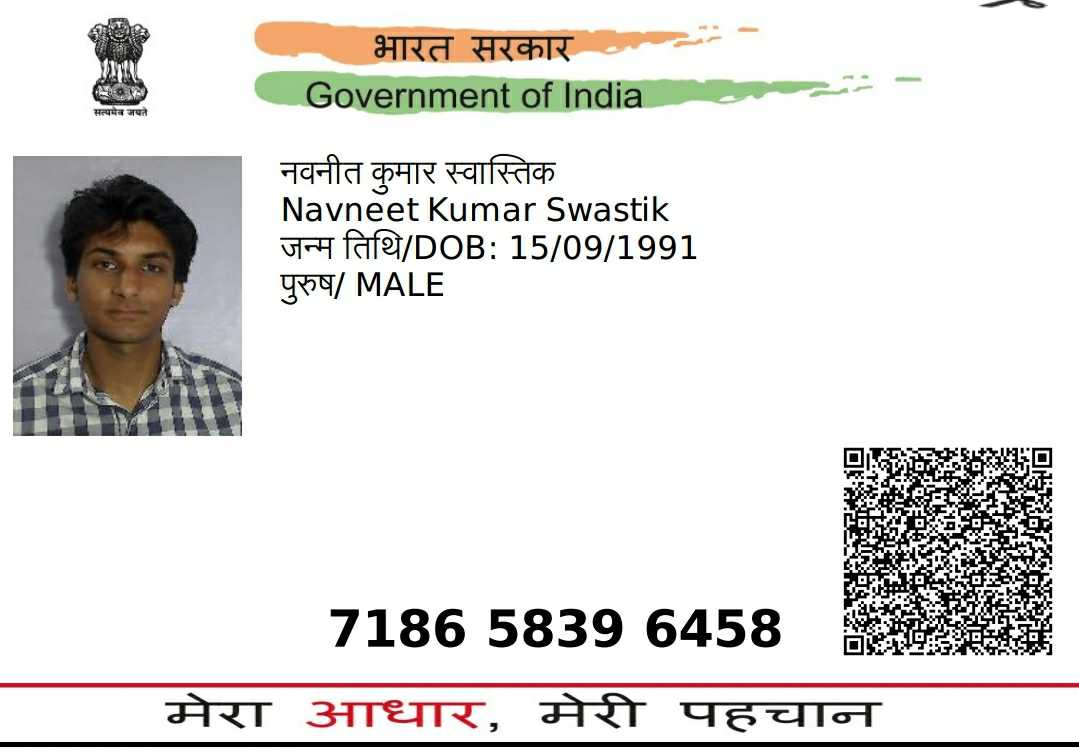 भारत सरकार
Government of India
सत्यमेव जयते
नवनीत कुमार स्वास्तिक
Navneet Kumar Swastik
जन्म तिथि/DOB: 15/09/1991
पुरुष/ MALE
7186 5839 6458
मेरा आधार, मेरी पहचान